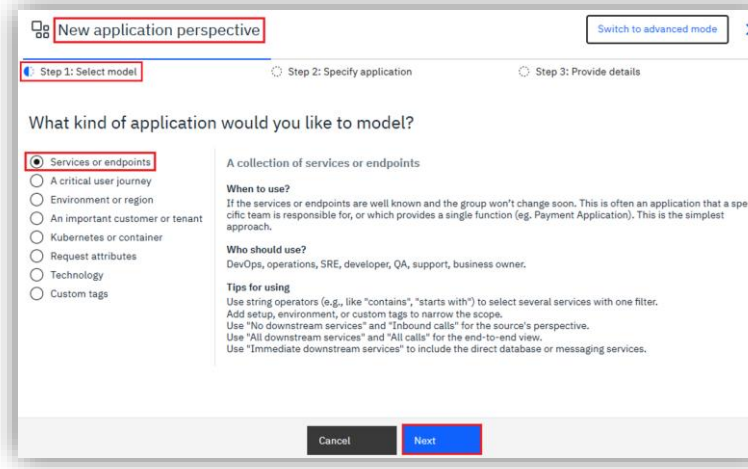 New application perspective
Switch to advanced mode
Step 1: Select model
Step 2: Specify application
Step 3: Provide details
What kind of application would you like to model?
Services or endpoints
A critical user journey
Environment or region
An important customer or tenant
Kubernetes or container
Request attributes
Technology
Custom tags
A collection of services or endpoints
When to use?
If the services or endpoints are well known and the group won't change soon. This is often an application that a spe
cific team is responsible for, or which provides a single function (eg. Payment Application). This is the simplest
approach.
Who should use?
DevOps, operations, SRE, developer, QA, support, business owner.
Tips for using
Use string operators (e.g., like "contains", "starts with") to select several services with one filter.
Add setup, environment, or custom tags to narrow the scope.
Use "No downstream services" and "Inbound calls" for the source's perspective.
Use "All downstream services" and "All calls" for the end-to-end view.
Use "Immediate downstream services" to include the direct database or messaging services.
Cancel
Next